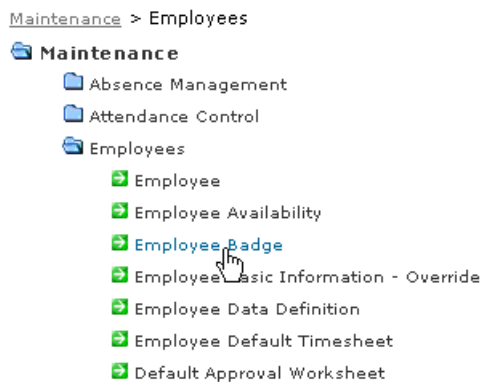 Maintenance > Employees
Maintenance
Absence Management
Attendance Control
Employees
Employee
Employee Availability
Employee Badge
Employee Basic Information - Override
Employee Data Definition
Employee Default Timesheet
Default Approval Worksheet